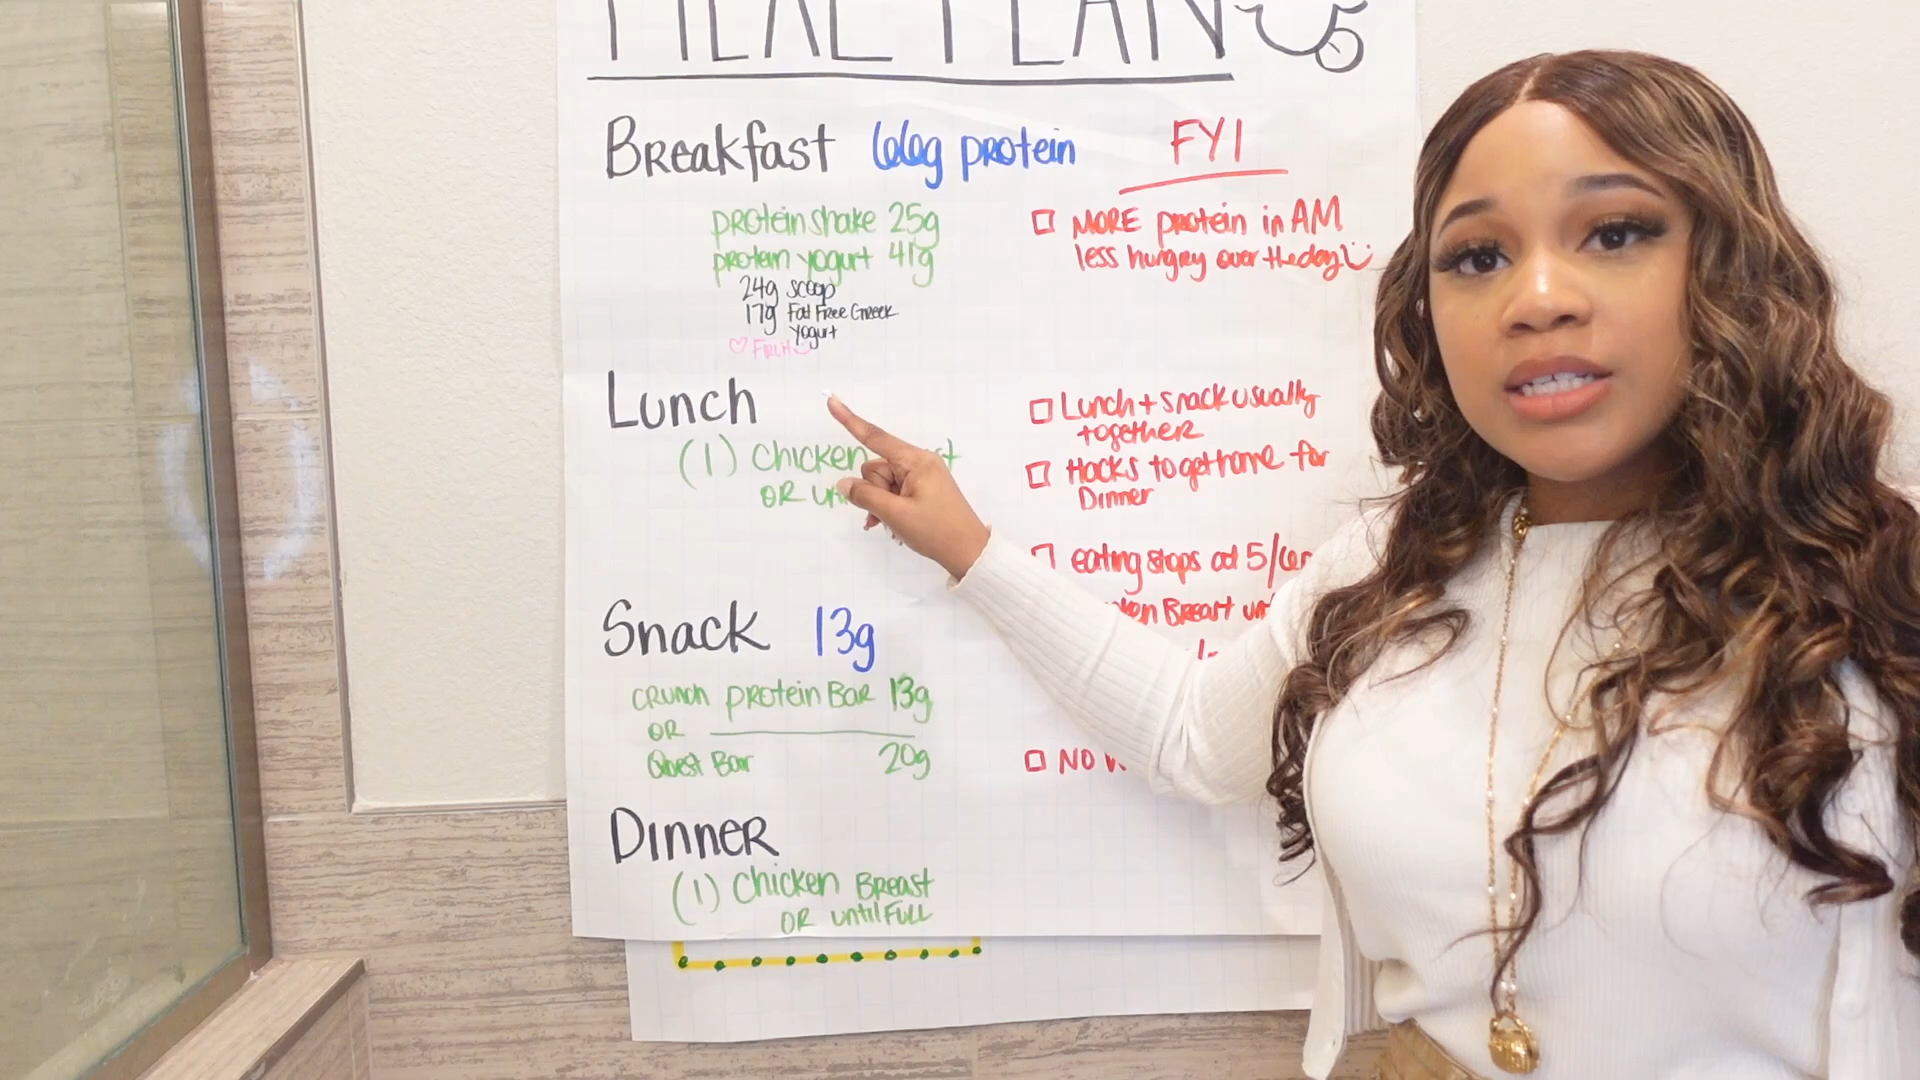 MEAL PLAN
Breakfast 66g protein
protein shake 25g
protein yogurt 41g
24g scoop
17g Fat Free Greek
yogurt
Fruit
Lunch
(1) Chicken
OR
Snack 13g
crunch protein Bar 13g
OR
Quest Bar 20g
Dinner
(1) Chicken Breast
OR until FULL
FYI
MORE protein in AM
less hungry over the day
Lunch + snack usually
together
Hacks to get home for
Dinner
eating stops at 5/6
Breast
NO